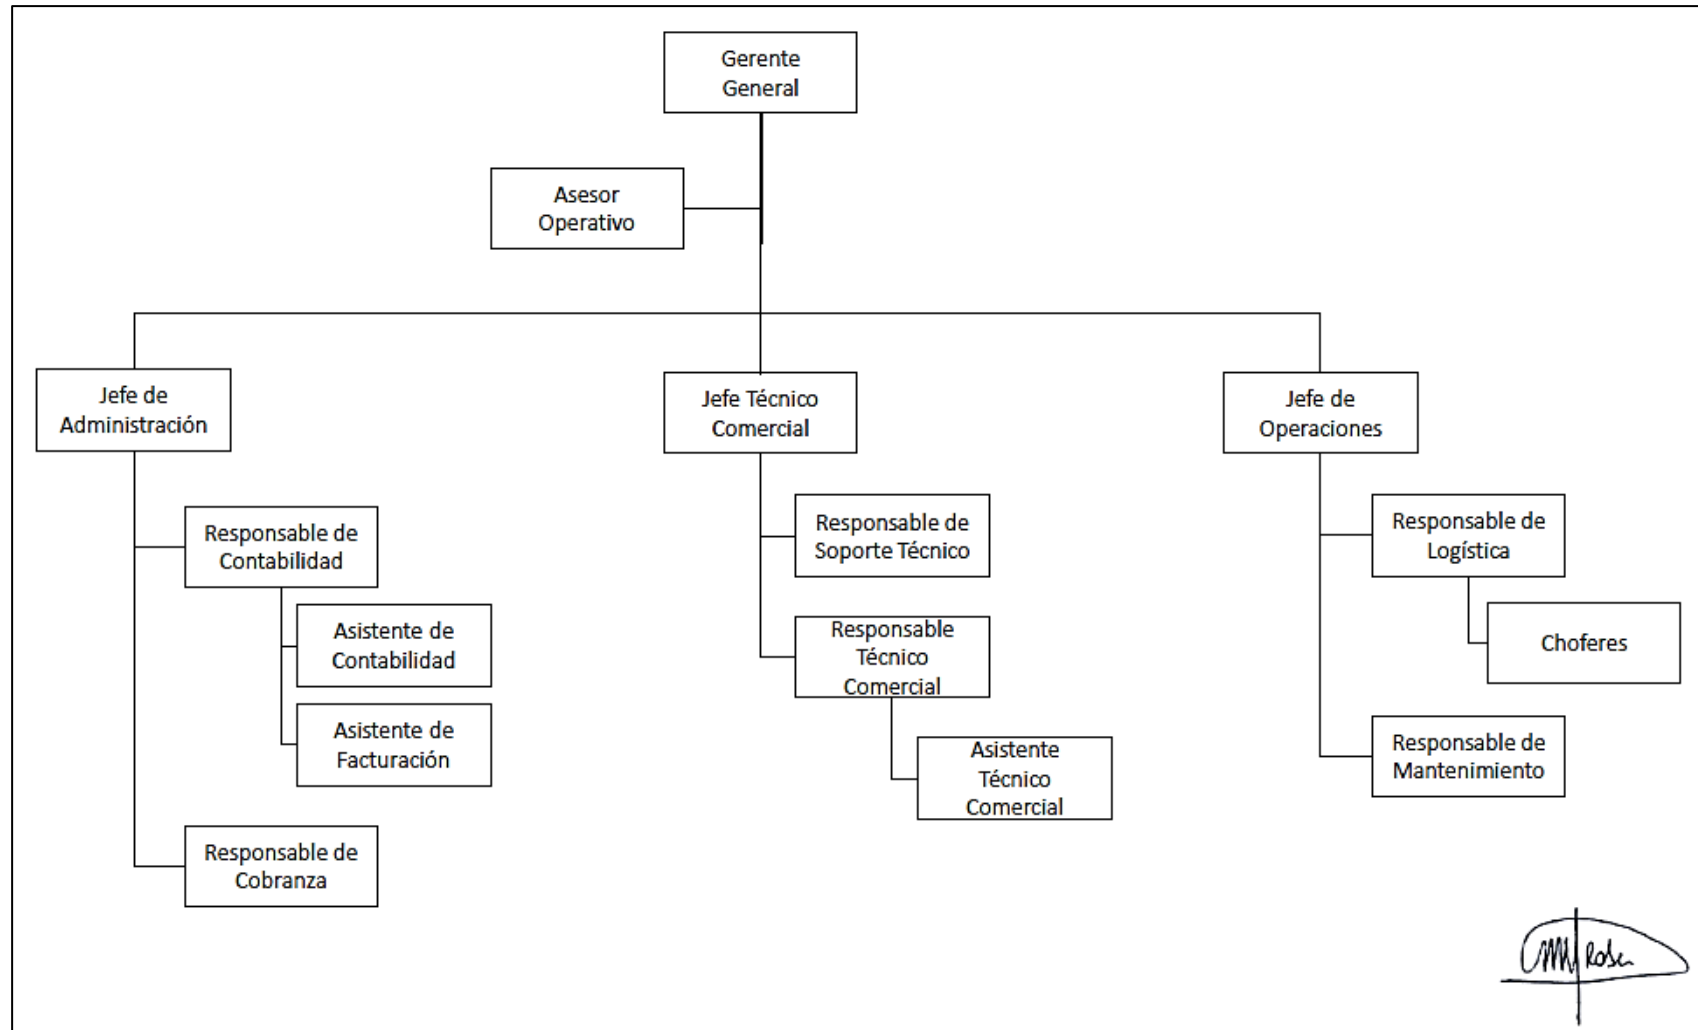 Gerente
General
Asesor
Operativo
Jefe de
Administración
Jefe Técnico
Comercial
Jefe de
Operaciones
Responsable de
Contabilidad
Asistente de
Contabilidad
Asistente de
Facturación
Responsable de
Cobranza
Responsable de
Soporte Técnico
Responsable
Técnico
Comercial
Asistente
Técnico
Comercial
Responsable de
Logística
Choferes
Responsable de
Mantenimiento